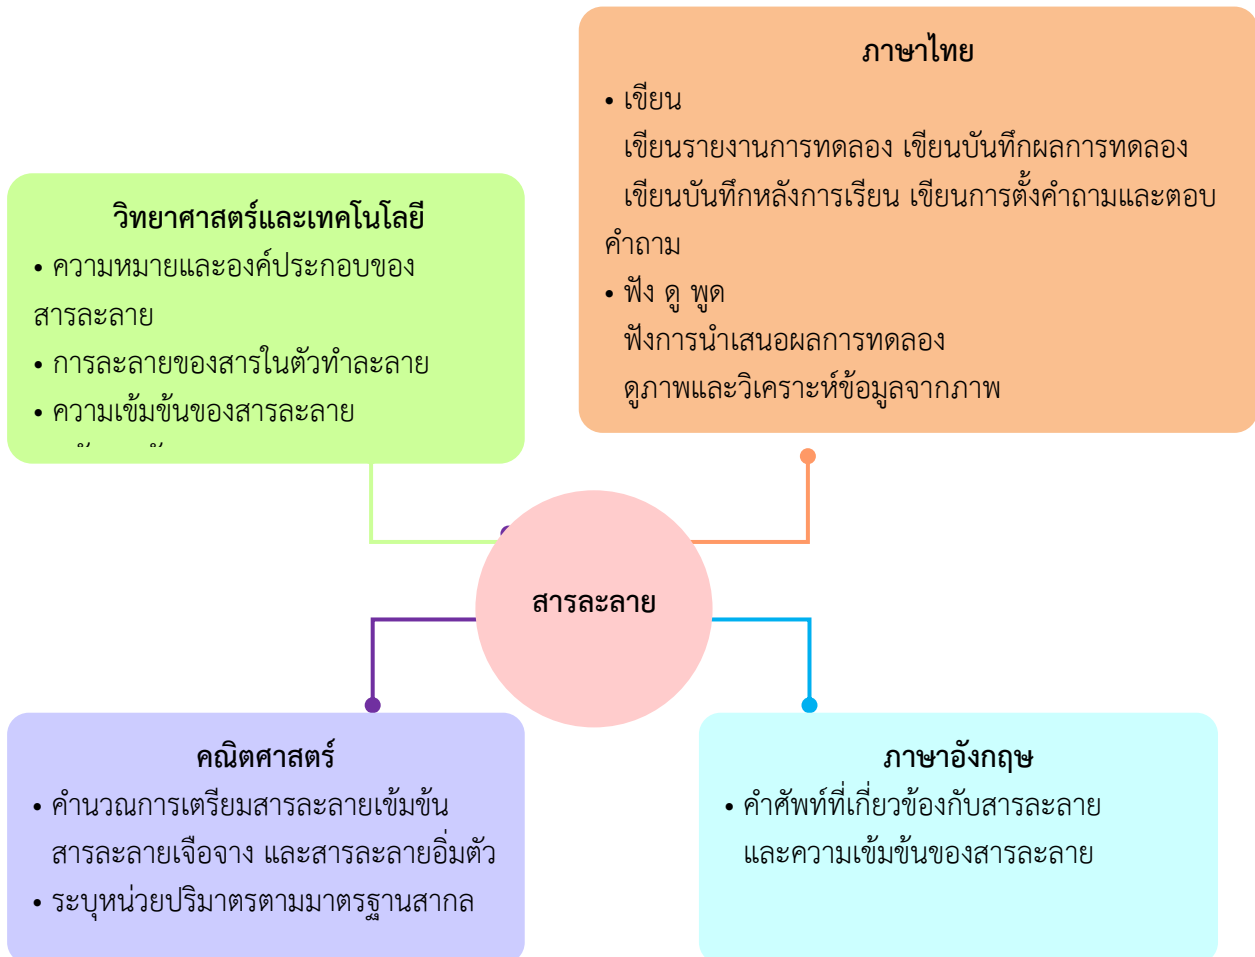 ภาษาไทย
• เขียน
เขียนรายงานการทดลอง เขียนบันทึกผลการทดลอง
เขียนบันทึกหลังการเรียน เขียนการตั้งคำถามและตอบ
คำถาม
• ฟัง ดู พูด
ฟังการนำเสนอผลการทดลอง
ดูภาพและวิเคราะห์ข้อมูลจากภาพ
วิทยาศาสตร์และเทคโนโลยี
• ความหมายและองค์ประกอบของ
สารละลาย
• การละลายของสารในตัวทำละลาย
• ความเข้มข้นของสารละลาย
สารละลาย
คณิตศาสตร์
• คำนวณการเตรียมสารละลายเข้มข้น
สารละลายเจือจาง และสารละลายอิ่มตัว
• ระบุหน่วยปริมาตรตามมาตรฐานสากล
ภาษาอังกฤษ
• คำศัพท์ที่เกี่ยวข้องกับสารละลาย
และความเข้มข้นของสารละลาย